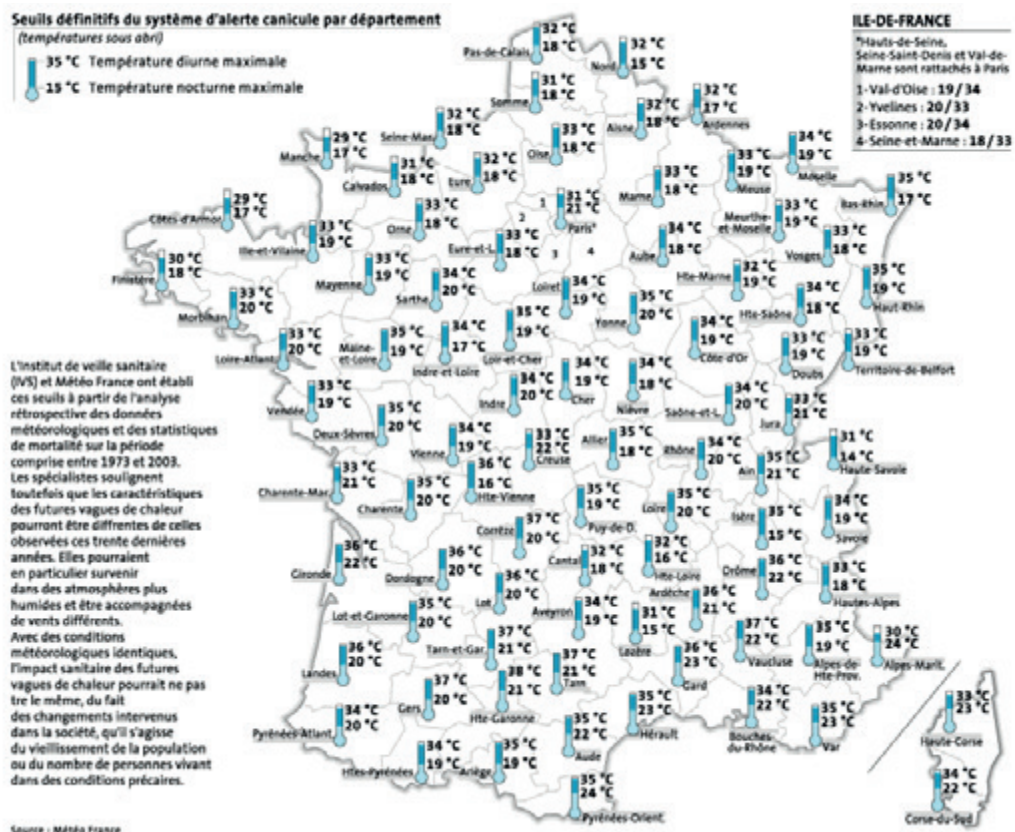 Seuils définitifs du système d'alerte canicule par département
(températures sous abri)
35 °C Température diurne maximale
15 °C Température nocturne maximale
ILE-DE-FRANCE
*Hauts-de-Seine,
Seine-Saint-Denis et Val-de-
Marne sont rattachés à Paris
1-Val-d'Oise : 19/34
2-Yvelines : 20/33
3-Essonne : 20/34
4-Seine-et-Marne : 18/33
32 °C
18 °C
Pas-de-Calais
32 °C
15 °C
Nord
31 °C
18 °C
Somme
32 °C
18 °C
Seine-Mar.
33 °C
18 °C
Oise
32 °C
18 °C
Aisne
32 °C
17 °C
Ardennes
29 °C
17 °C
Manche
31 °C
18 °C
Calvados
32 °C
18 °C
Eure
33 °C
18 °C
Marne
33 °C
19 °C
Meuse
34 °C
19 °C
Moselle
35 °C
17 °C
Bas-Rhin
29 °C
17 °C
Côtes-d'Armor
33 °C
19 °C
Ille-et-Vilaine
33 °C
18 °C
Orne
33 °C
18 °C
Eure-et-L.
1
2
3
4
31 °C
21 °C
Paris*
34 °C
18 °C
Aube
33 °C
19 °C
Meurthe-
et-Moselle
33 °C
18 °C
Vosges
30 °C
18 °C
Finistère
33 °C
20 °C
Morbihan
33 °C
19 °C
Mayenne
34 °C
20 °C
Sarthe
34 °C
19 °C
Loiret
35 °C
20 °C
Yonne
32 °C
19 °C
Hte-Marne
34 °C
18 °C
Hte-Saône
35 °C
19 °C
Haut-Rhin
33 °C
20 °C
Loire-Atlant.
35 °C
19 °C
Maine-
et-Loire
34 °C
17 °C
Indre-et-Loire
35 °C
19 °C
Loir-et-Cher
34 °C
19 °C
Côte-d'Or
33 °C
19 °C
Doubs
33 °C
19 °C
Territoire-de-Belfort
33 °C
19 °C
Vendée
35 °C
20 °C
Deux-Sèvres
34 °C
20 °C
Indre
34 °C
19 °C
Cher
34 °C
18 °C
Nièvre
34 °C
20 °C
Saône-et-L.
33 °C
21 °C
Jura
34 °C
19 °C
Vienne
33 °C
22 °C
Creuse
35 °C
18 °C
Allier
34 °C
20 °C
Rhône
35 °C
21 °C
Ain
31 °C
14 °C
Haute-Savoie
33 °C
21 °C
Charente-Mar.
35 °C
20 °C
Charente
36 °C
16 °C
Hte-Vienne
35 °C
19 °C
Puy-de-D.
35 °C
20 °C
Loire
35 °C
15 °C
Isère
34 °C
19 °C
Savoie
36 °C
22 °C
Gironde
36 °C
20 °C
Dordogne
37 °C
20 °C
Corrèze
32 °C
18 °C
Cantal
32 °C
16 °C
Hte-Loire
36 °C
22 °C
Drôme
33 °C
18 °C
Hautes-Alpes
35 °C
20 °C
Lot-et-Garonne
36 °C
20 °C
Lot
34 °C
19 °C
Aveyron
31 °C
15 °C
Lozère
36 °C
21 °C
Ardèche
36 °C
20 °C
Landes
37 °C
21 °C
Tarn-et-Gar.
37 °C
21 °C
Tarn
36 °C
23 °C
Gard
37 °C
22 °C
Vaucluse
35 °C
19 °C
Alpes-de-
Hte-Prov.
30 °C
24 °C
Alpes-Marit.
34 °C
20 °C
Pyrénées-Atlant.
37 °C
20 °C
Gers
38 °C
21 °C
Hte-Garonne
35 °C
22 °C
Aude
35 °C
23 °C
Hérault
34 °C
22 °C
Bouches-
du-Rhône
35 °C
23 °C
Var
34 °C
19 °C
Htes-Pyrénées
35 °C
19 °C
Ariège
35 °C
24 °C
Pyrénées-Orient.
33 °C
23 °C
Haute-Corse
34 °C
22 °C
Corse-du-Sud
L'Institut de veille sanitaire
(IVS) et Météo France ont établi
ces seuils à partir de l'analyse
rétrospective des données
météorologiques et des statistiques
de mortalité sur la période
comprise entre 1973 et 2003.
Les spécialistes soulignent
toutefois que les caractéristiques
des futures vagues de chaleur
pourront être diffrentes de celles
observées ces trente dernières
années. Elles pourraient
en particulier survenir
dans des atmosphères plus
humides et être accompagnées
de vents différents.
Avec des conditions
météorologiques identiques,
l'impact sanitaire des futures
vagues de chaleur pourrait ne pas
tre le même, du fait
des changements intervenus
dans la société, qu'il s'agisse
du vieillissement de la population
ou du nombre de personnes vivant
dans des conditions précaires.
Source : Météo France